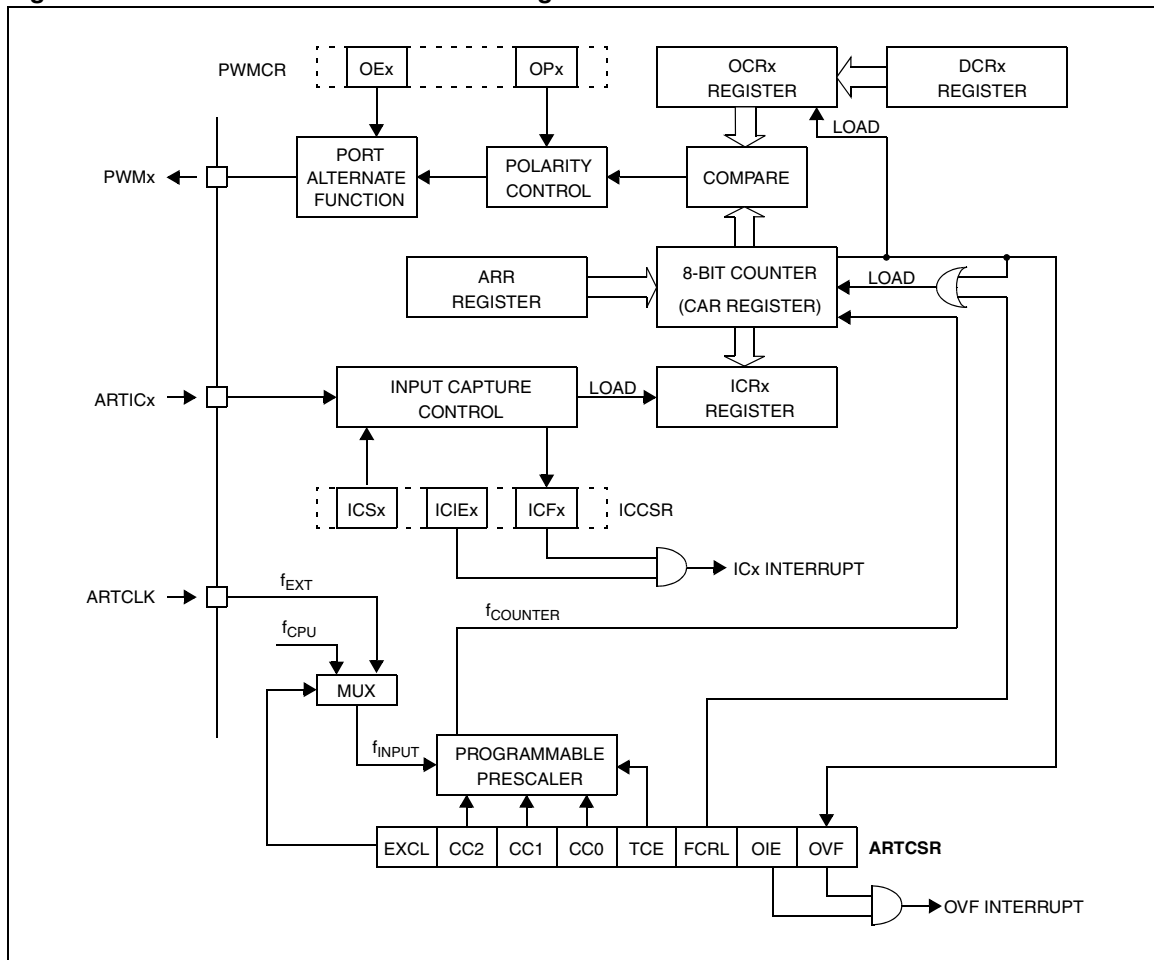 PWMCR
OEx
OPx
OCRx
REGISTER
DCRx
REGISTER
LOAD
PWMx
PORT
ALTERNATE
FUNCTION
POLARITY
CONTROL
COMPARE
ARR
REGISTER
8-BIT COUNTER
(CAR REGISTER)
LOAD
ARTICx
INPUT CAPTURE
CONTROL
LOAD
ICRx
REGISTER
ICSx
ICIEx
ICFx
ICCSR
ICx INTERRUPT
ARTCLK
fEXT
fCPU
fCOUNTER
MUX
fINPUT
PROGRAMMABLE
PRESCALER
EXCL CC2 CC1 CC0 TCE FCRL OIE OVF ARTCSR
OVF INTERRUPT